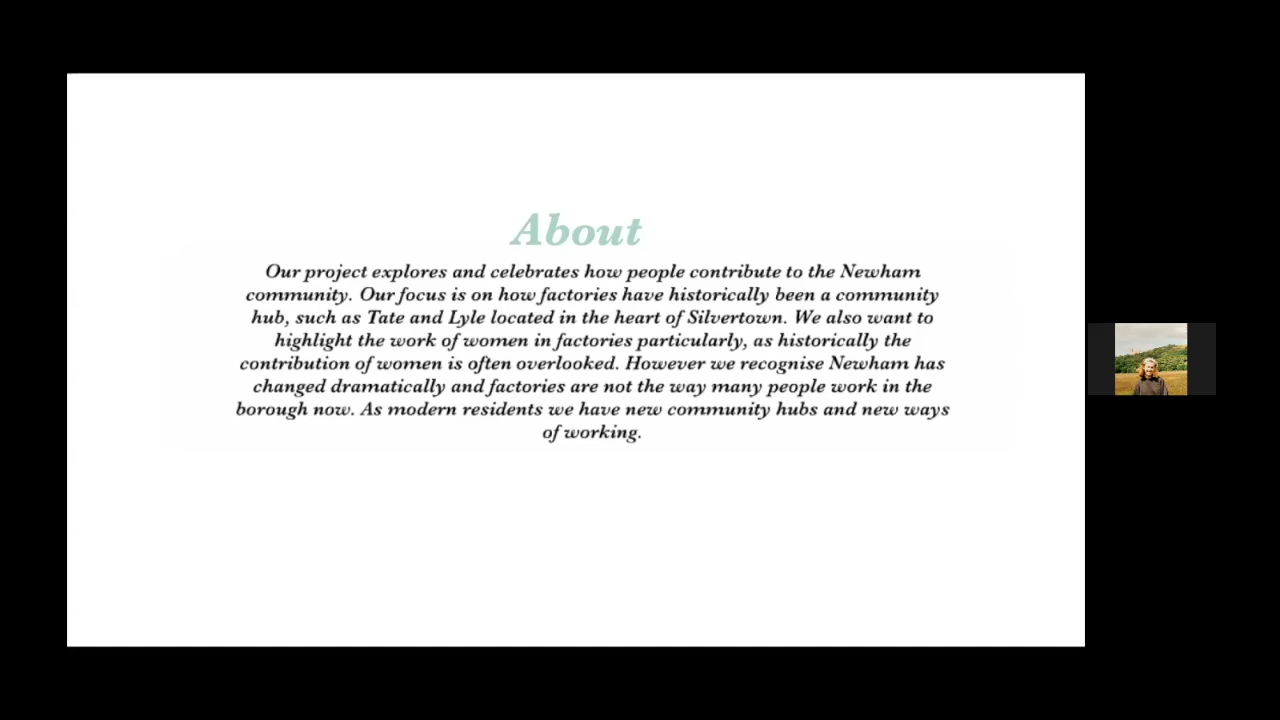 About
Our project explores and celebrates how people contribute to the Newham
community. Our focus is on how factories have historically been a community
hub, such as Tate and Lyle located in the heart of Silvertown. We also want to
highlight the work of women in factories particularly, as historically the
contribution of women is often overlooked. However we recognise Newham has
changed dramatically and factories are not the way many people work in the
borough now. As modern residents we have new community hubs and new ways
of working.